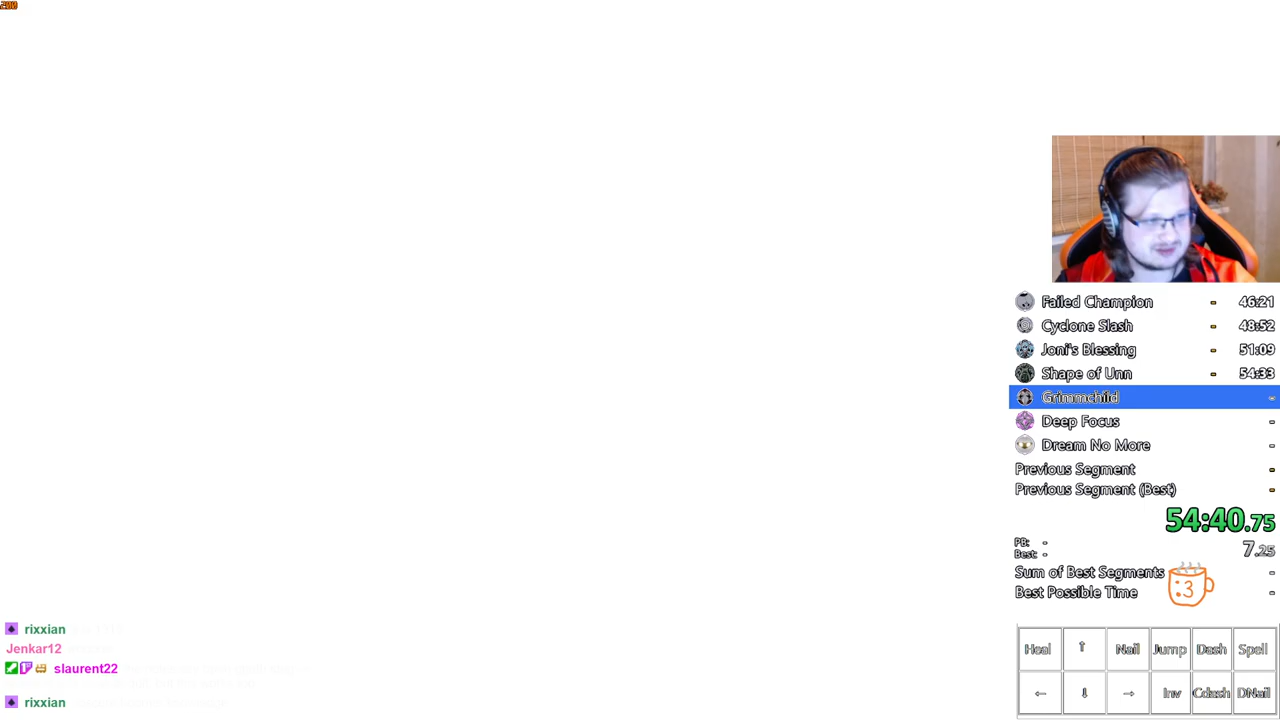 Failed Champion - 46:21
Cyclone Slash - 48:52
Joni's Blessing - 51:09
Shape of Unn - 54:33
Grimmchild -
Deep Focus -
Dream No More -
Previous Segment -
Previous Segment (Best) -
54:40.75
PB: - 7.25
Best: -
Sum of Best Segments -
Best Possible Time -
:3
Heal ↑ Nail Jump Dash Spell
← ↓ → Inv Cdash DNail
rixxian
Jenkar12
slaurent22
rixxian